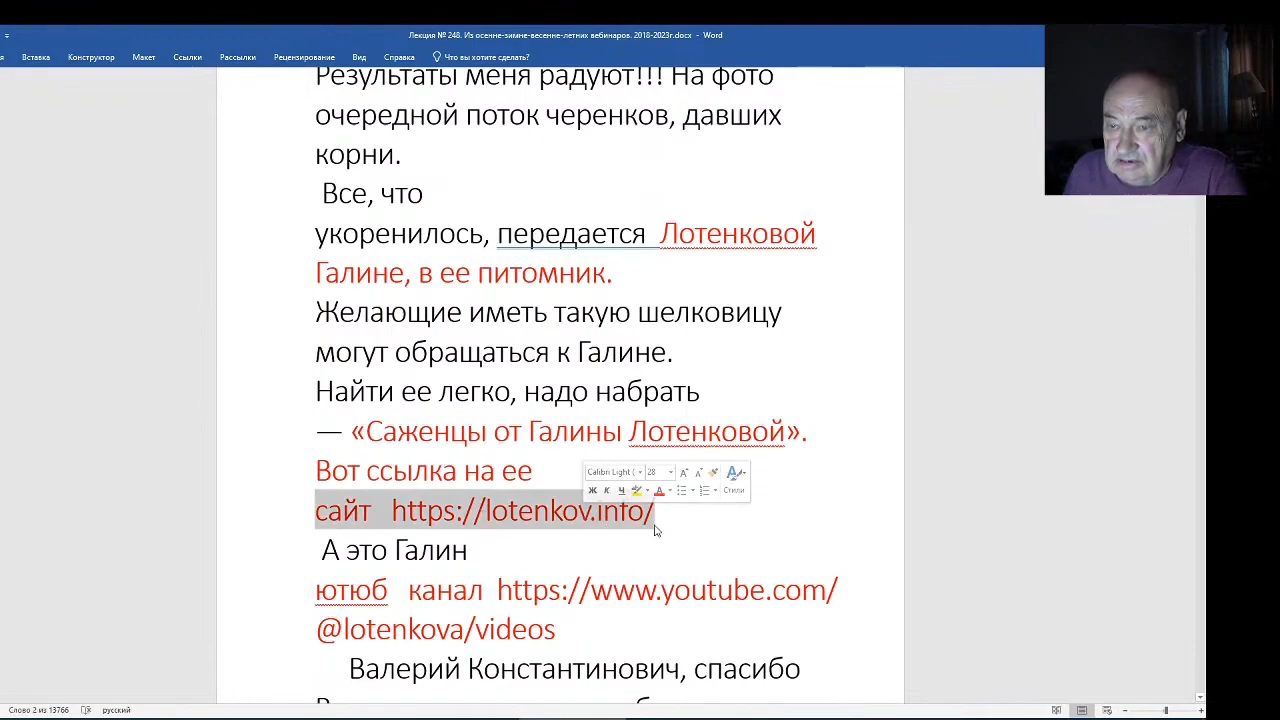 Лекция № 248. Из осенне-зимне-весенне-летних вебинаров. 2018-2023г.docx - Word
Вставка Конструктор Макет Ссылки Рассылки Рецензирование Вид Справка Что вы хотите сделать?
Результаты меня радуют!!! На фото
очередной поток черенков, давших
корни.
Все, что
укоренилось, передается Лотенковой
Галине, в ее питомник.
Желающие иметь такую шелковицу
могут обращаться к Галине.
Найти ее легко, надо набрать
— «Саженцы от Галины Лотенковой».
Вот ссылка на ее
Calibri Light ( 28
Ж К Ч Стили
сайт https://lotenkov.info/
А это Галин
ютюб канал https://www.youtube.com/
@lotenkova/videos
Валерий Константинович, спасибо
Слово 2 из 13766 русский